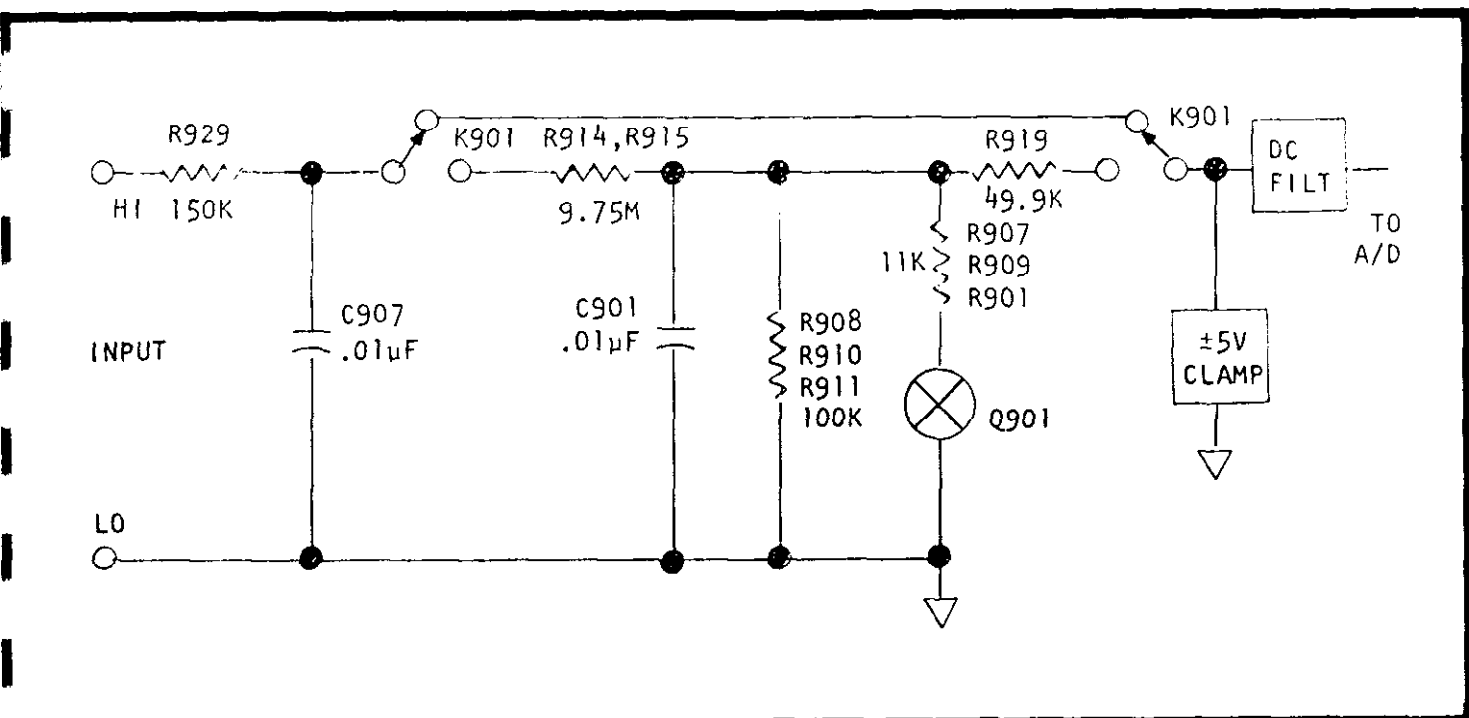 R929
HI 150K
K901
R914,R915
9.75M
R919
49.9K
K901
DC
FILT
TO
A/D
11K
R907
R909
R901
INPUT
C907
.01µF
C901
.01µF
R908
R910
R911
100K
Q901
±5V
CLAMP
LO